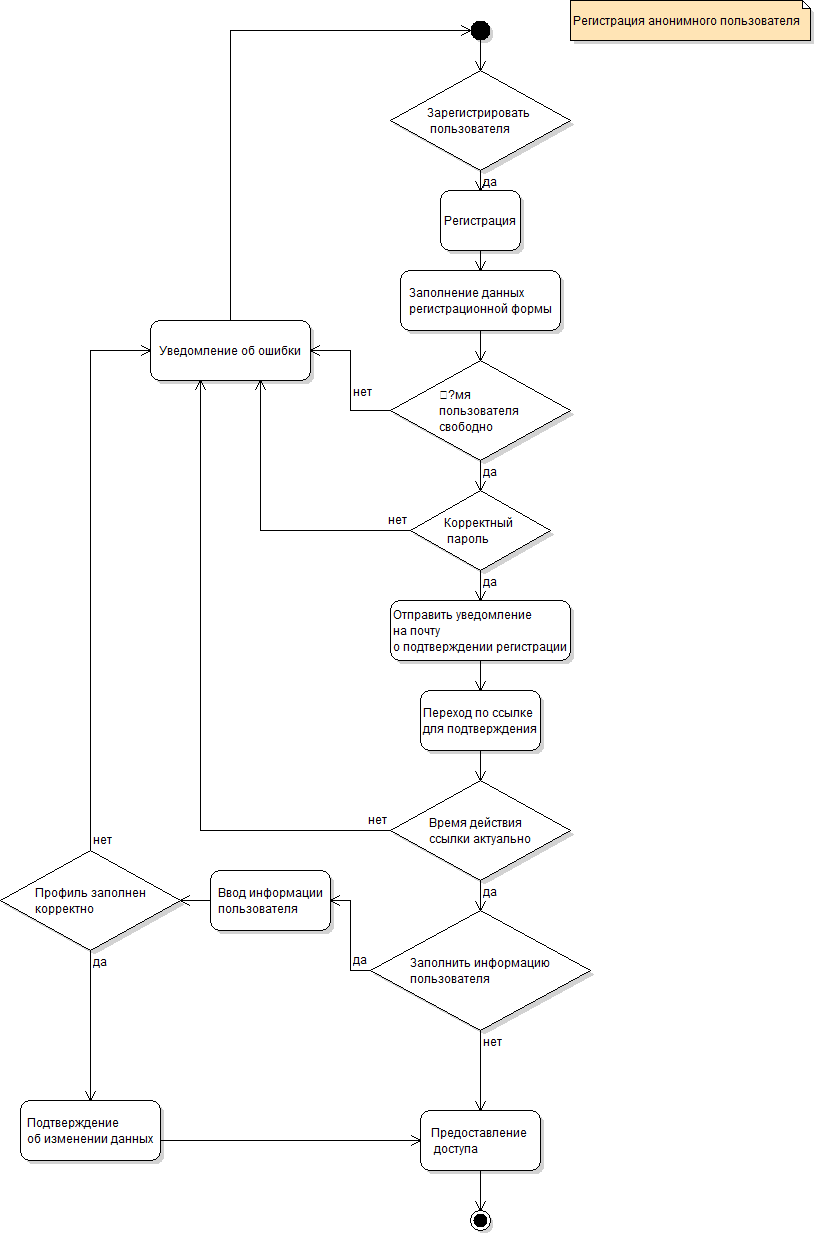 Регистрация анонимного пользователя
Зарегистрировать
пользователя
да
Регистрация
Заполнение данных
регистрационной формы
Уведомление об ошибки
нет
□?мя
пользователя
свободно
да
нет
Корректный
пароль
да
Отправить уведомление
на почту
о подтверждении регистрации
Переход по ссылке
для подтверждения
нет
Время действия
ссылки актуально
нет
да
Профиль заполнен
корректно
Ввод информации
пользователя
да
Заполнить информацию
пользователя
да
нет
Подтверждение
об изменении данных
Предоставление
доступа